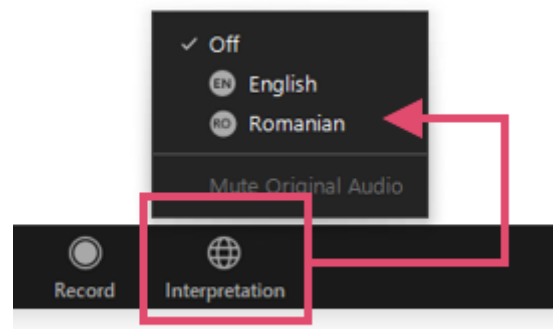 Off
EN English
RO Romanian
Mute Original Audio
Record Interpretation